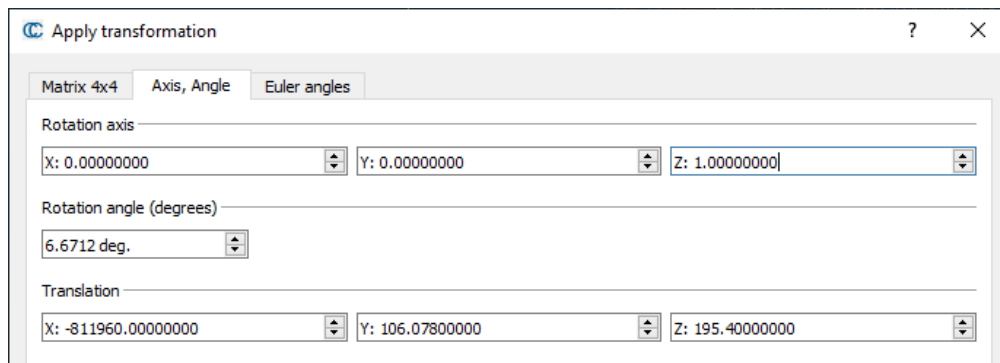 Apply transformation ? ✕
Matrix 4x4 Axis, Angle Euler angles
Rotation axis
X: 0.00000000 Y: 0.00000000 Z: 1.00000000
Rotation angle (degrees)
6.6712 deg.
Translation
X: -811960.00000000 Y: 106.07800000 Z: 195.40000000